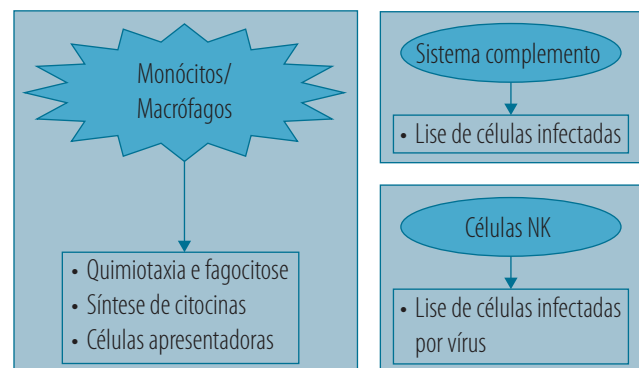 Monócitos/
Macrófagos
• Quimiotaxia e fagocitose
• Síntese de citocinas
• Células apresentadoras
Sistema complemento
• Lise de células infectadas
Células NK
• Lise de células infectadas
por vírus